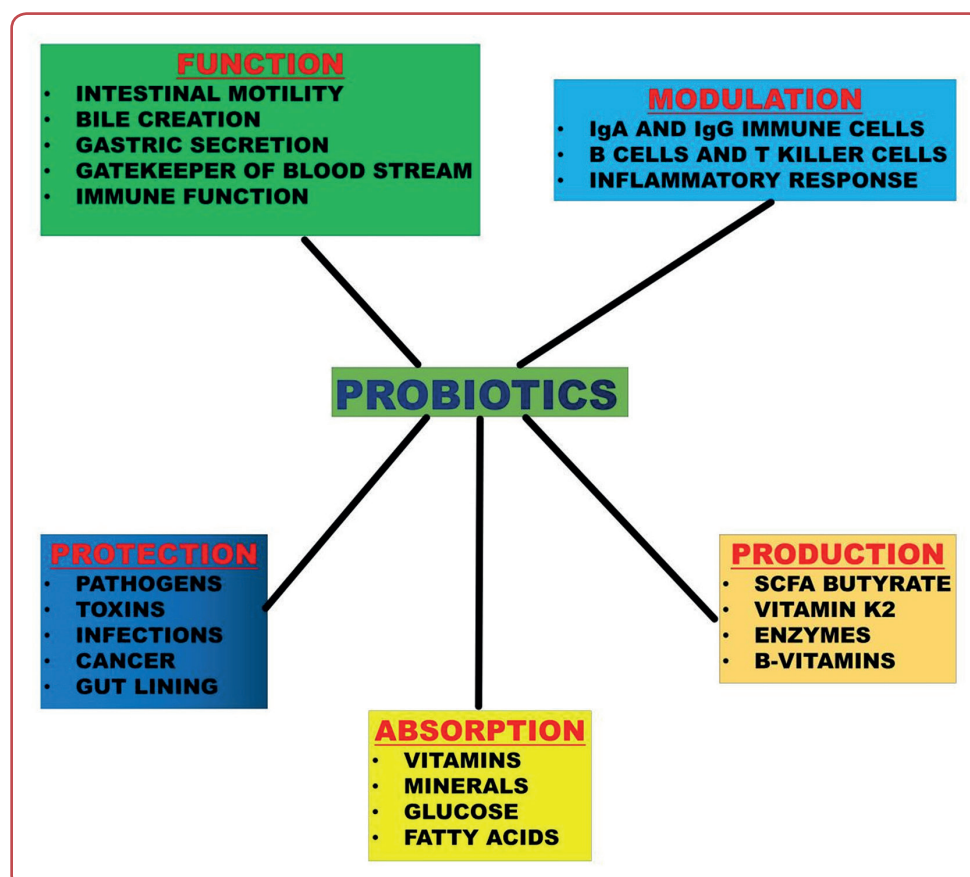 FUNCTION
• INTESTINAL MOTILITY
• BILE CREATION
• GASTRIC SECRETION
• GATEKEEPER OF BLOOD STREAM
• IMMUNE FUNCTION
MODULATION
• IgA AND IgG IMMUNE CELLS
• B CELLS AND T KILLER CELLS
• INFLAMMATORY RESPONSE
PROBIOTICS
PROTECTION
• PATHOGENS
• TOXINS
• INFECTIONS
• CANCER
• GUT LINING
ABSORPTION
• VITAMINS
• MINERALS
• GLUCOSE
• FATTY ACIDS
PRODUCTION
• SCFA BUTYRATE
• VITAMIN K2
• ENZYMES
• B-VITAMINS